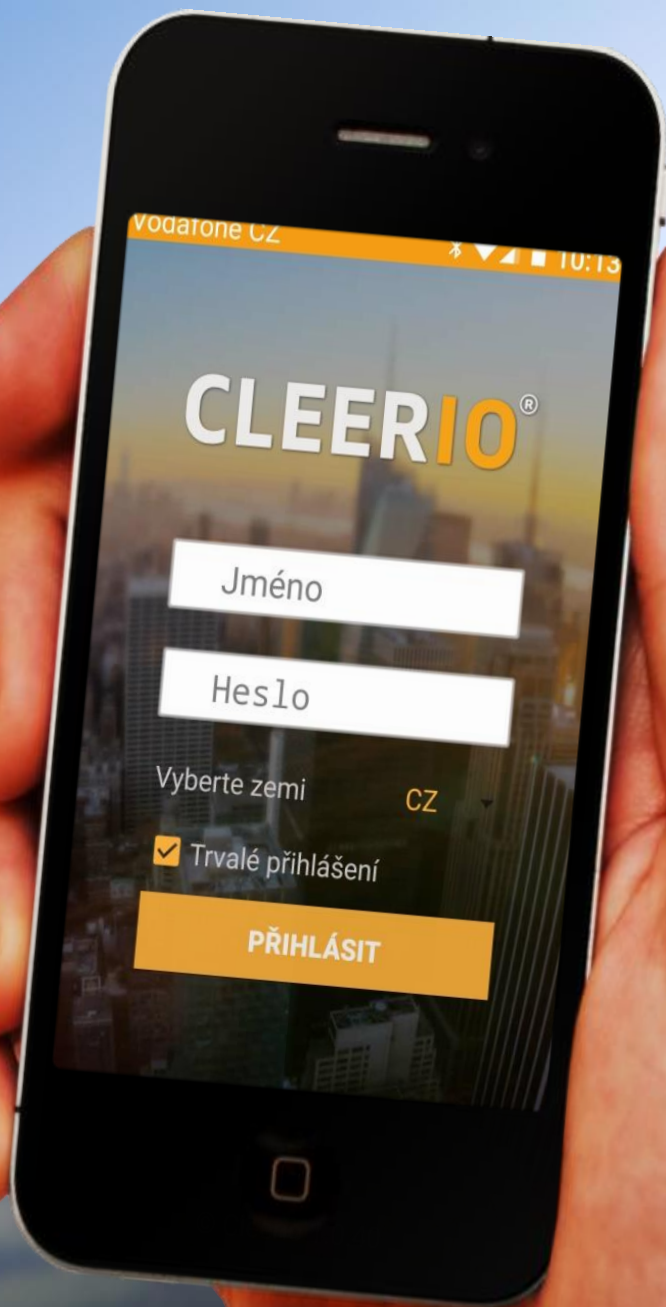 Vodafone CZ 10:13
CLEERIO®
Jméno
Heslo
Vyberte zemi CZ
Trvalé přihlášení
PŘIHLÁSIT